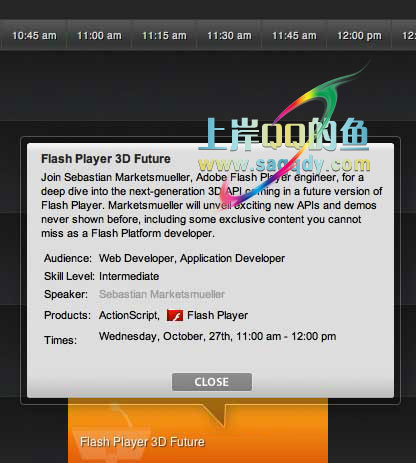 10:45 am 11:00 am 11:15 am 11:30 am 11:45 am 12:00 pm 12:
上岸QQ的鱼
www.saqqdy.com
Flash Player 3D Future
Join Sebastian Marketsmueller, Adobe Flash Player engineer, for a
deep dive into the next-generation 3D API coming in a future version of
Flash Player. Marketsmueller will unveil exciting new APIs and demos
never shown before, including some exclusive content you cannot
miss as a Flash Platform developer.
Audience: Web Developer, Application Developer
Skill Level: Intermediate
Speaker: Sebastian Marketsmueller
Products: ActionScript, Flash Player
Times: Wednesday, October, 27th, 11:00 am - 12:00 pm
CLOSE
Flash Player 3D Future